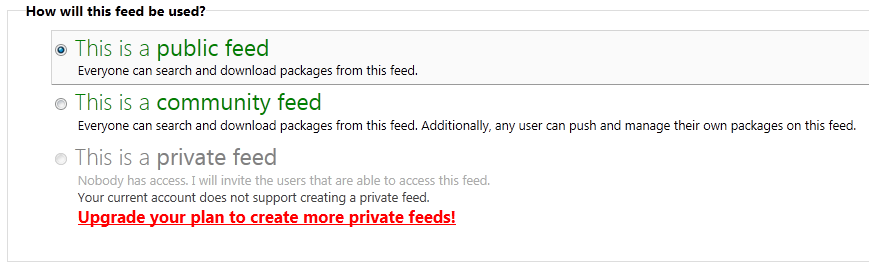 How will this feed be used?
This is a public feed
Everyone can search and download packages from this feed.
This is a community feed
Everyone can search and download packages from this feed. Additionally, any user can push and manage their own packages on this feed.
This is a private feed
Nobody has access. I will invite the users that are able to access this feed.
Your current account does not support creating a private feed.
Upgrade your plan to create more private feeds!